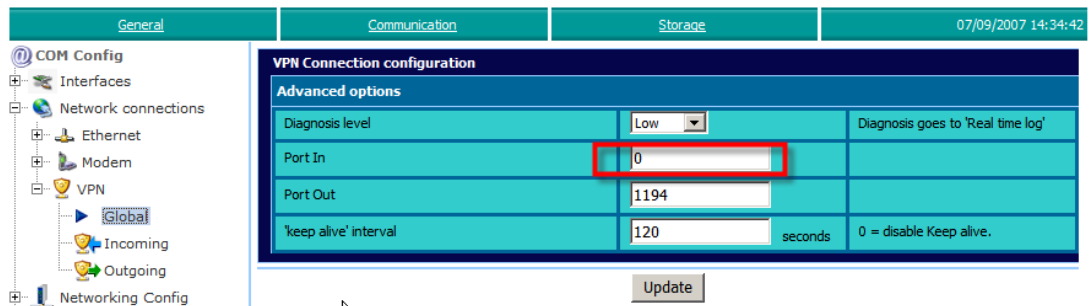 General Communication Storage 07/09/2007 14:34:42
COM Config
Interfaces
Network connections
Ethernet
Modem
VPN
Global
Incoming
Outgoing
Networking Config
VPN Connection configuration
Advanced options
Diagnosis level Low Diagnosis goes to 'Real time log'
Port In 0
Port Out 1194
'keep alive' interval 120 seconds 0 = disable Keep alive.
Update